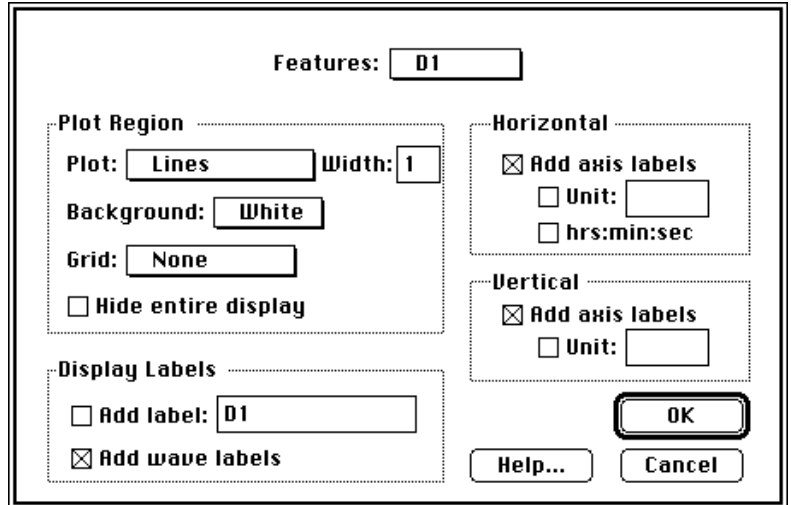 Features: D1
Plot Region
Plot: Lines Width: 1
Background: White
Grid: None
Hide entire display
Display Labels
Add label: D1
Add wave labels
Horizontal
Add axis labels
Unit:
hrs:min:sec
Vertical
Add axis labels
Unit:
OK
Help... Cancel